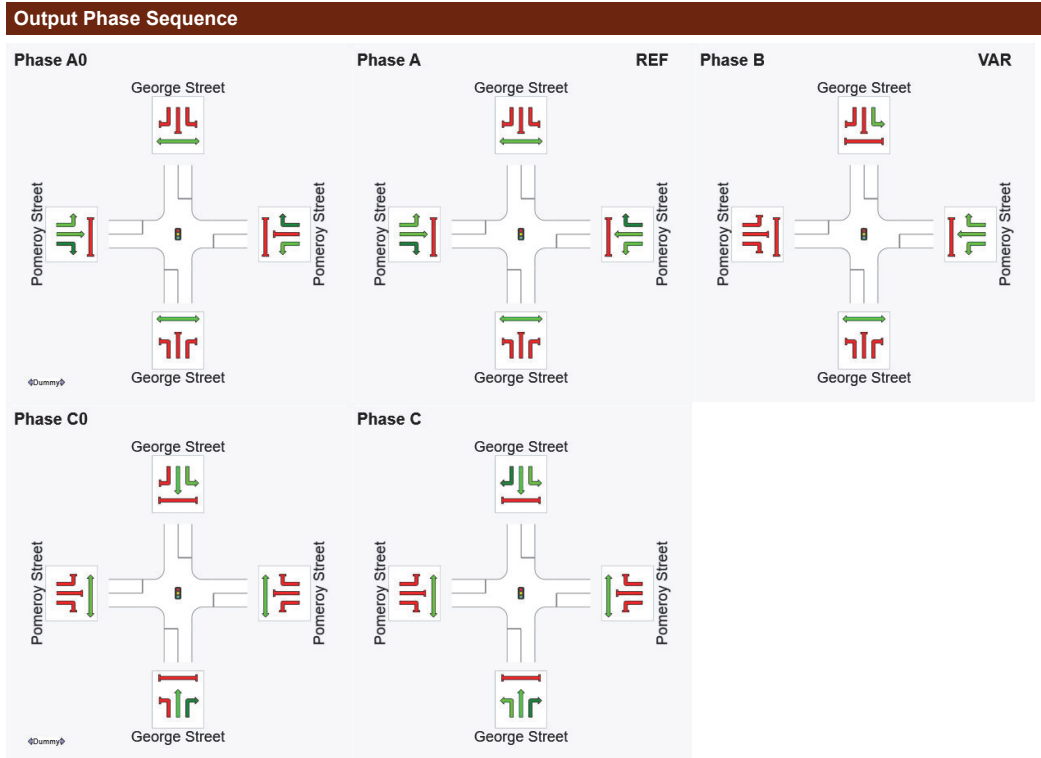 Output Phase Sequence
Phase A0
George Street
Pomeroy Street
Pomeroy Street
George Street
Dummy
Phase A
REF
George Street
Pomeroy Street
Pomeroy Street
George Street
Phase B
VAR
George Street
Pomeroy Street
Pomeroy Street
George Street
Phase C0
George Street
Pomeroy Street
Pomeroy Street
George Street
Dummy
Phase C
George Street
Pomeroy Street
Pomeroy Street
George Street